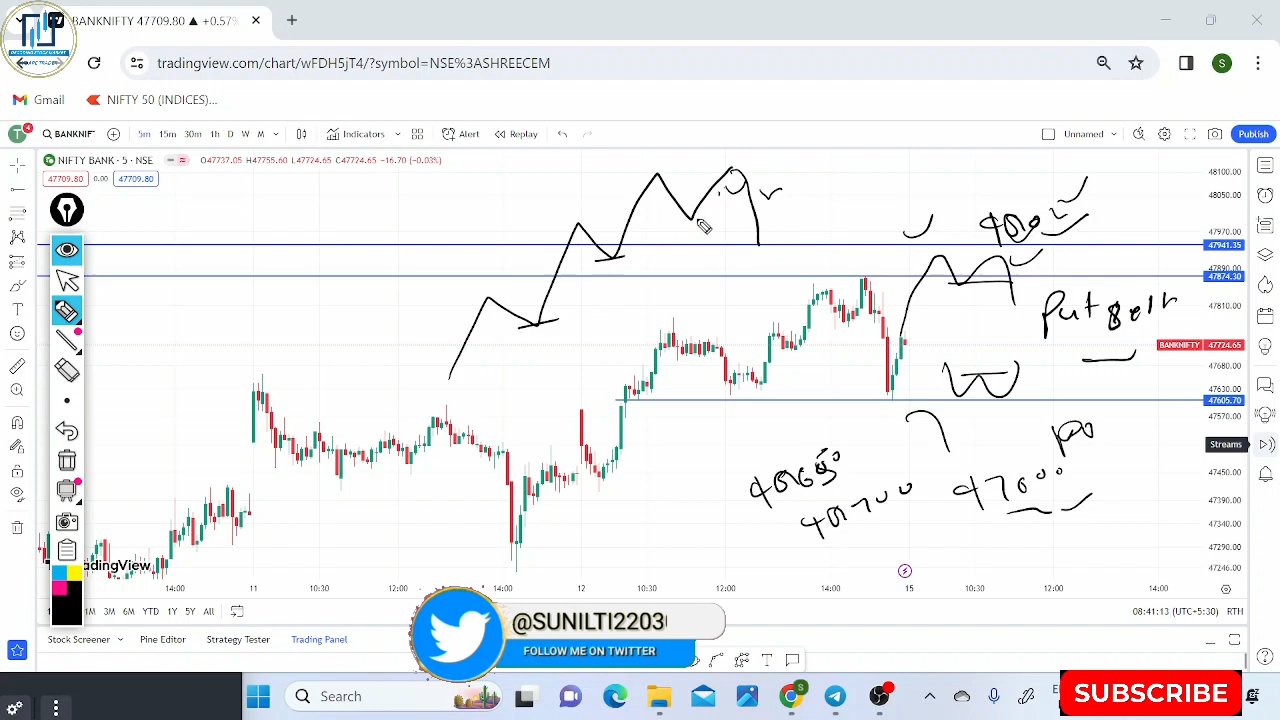 BANKNIFTY 47709.80 ▲ +0.57%
tradingview.com/chart/wFDH5jT4/?symbol=NSE%3ASHREECEM
S
Gmail
NIFTY 50 (INDICES)...
T
4
BANKNIF
5m 15m 30m 1h D W M
Indicators
Alert
Replay
Unnamed
Publish
NIFTY BANK · 5 · NSE
O47737.05 H47755.60 L47724.65 C47724.65 −16.70 (−0.03%)
47709.80 0.00 47709.80
48100.00
48050.00
47970.00
47941.35
47890.00
47874.30
47810.00
BANKNIFTY 47724.65
47680.00
47630.00
47605.70
47570.00
Streams
47450.00
47390.00
47340.00
47290.00
47246.00
Put
47000
TradingView
14:00 11 10:30 12:00 14:00 12 10:30 12:00 14:00 15 10:30 12:00 14:00
1M 3M 6M YTD 1Y 5Y All
08:41:13 (UTC+5:30) RTH
@SUNILTI2203
FOLLOW ME ON TWITTER
Stock Screener Pine Editor Strategy Tester Trading Panel
Search
SUBSCRIBE